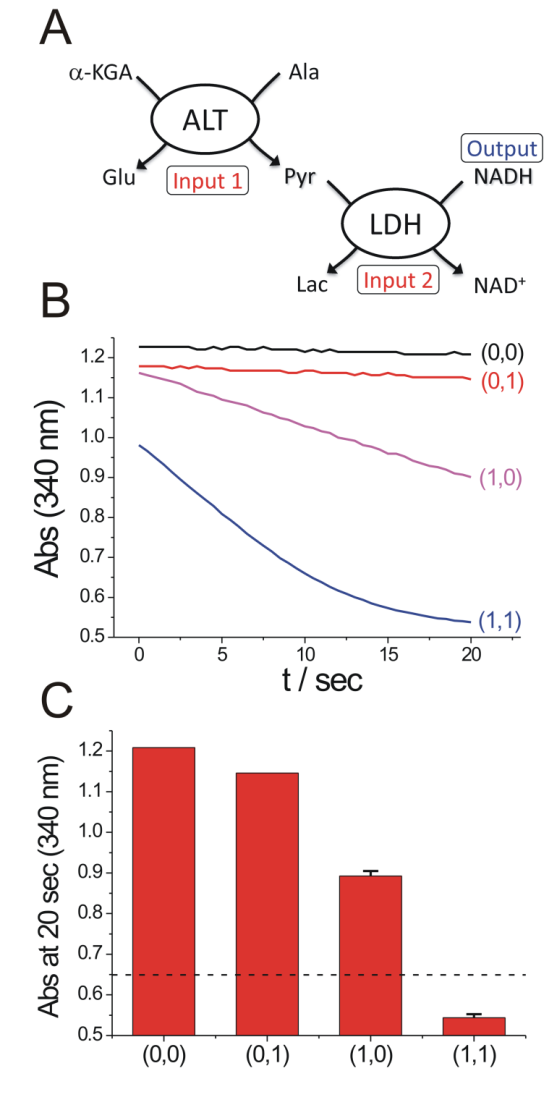 A
α-KGA
Ala
ALT
Output
Glu
Input 1
Pyr
NADH
LDH
Lac
Input 2
NAD⁺
B
Abs (340 nm)
1.2
1.1
1.0
0.9
0.8
0.7
0.6
0.5
(0,0)
(0,1)
(1,0)
(1,1)
0
5
10
15
20
t / sec
C
Abs at 20 sec (340 nm)
1.2
1.1
1.0
0.9
0.8
0.7
0.6
0.5
(0,0)
(0,1)
(1,0)
(1,1)